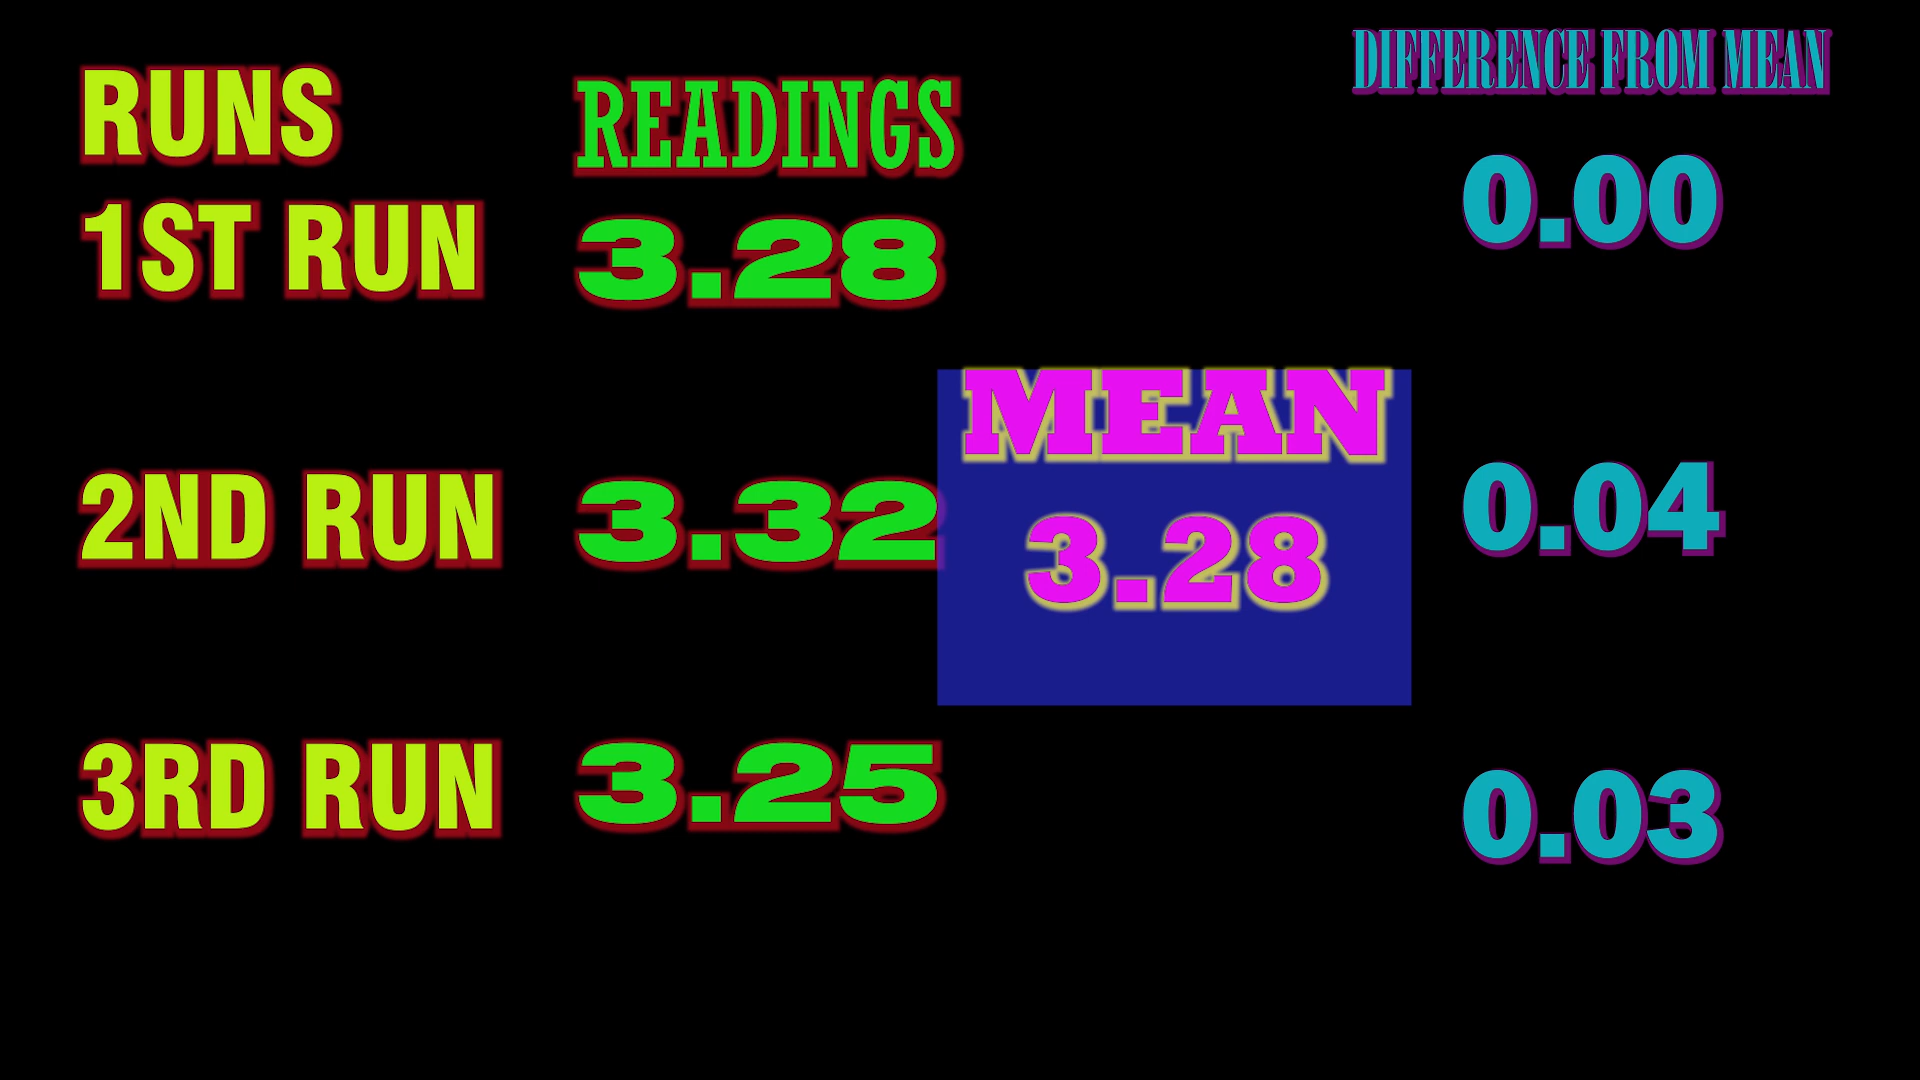 RUNS
1ST RUN
2ND RUN
3RD RUN
READINGS
3.28
3.32
3.25
MEAN
3.28
DIFFERENCE FROM MEAN
0.00
0.04
0.03